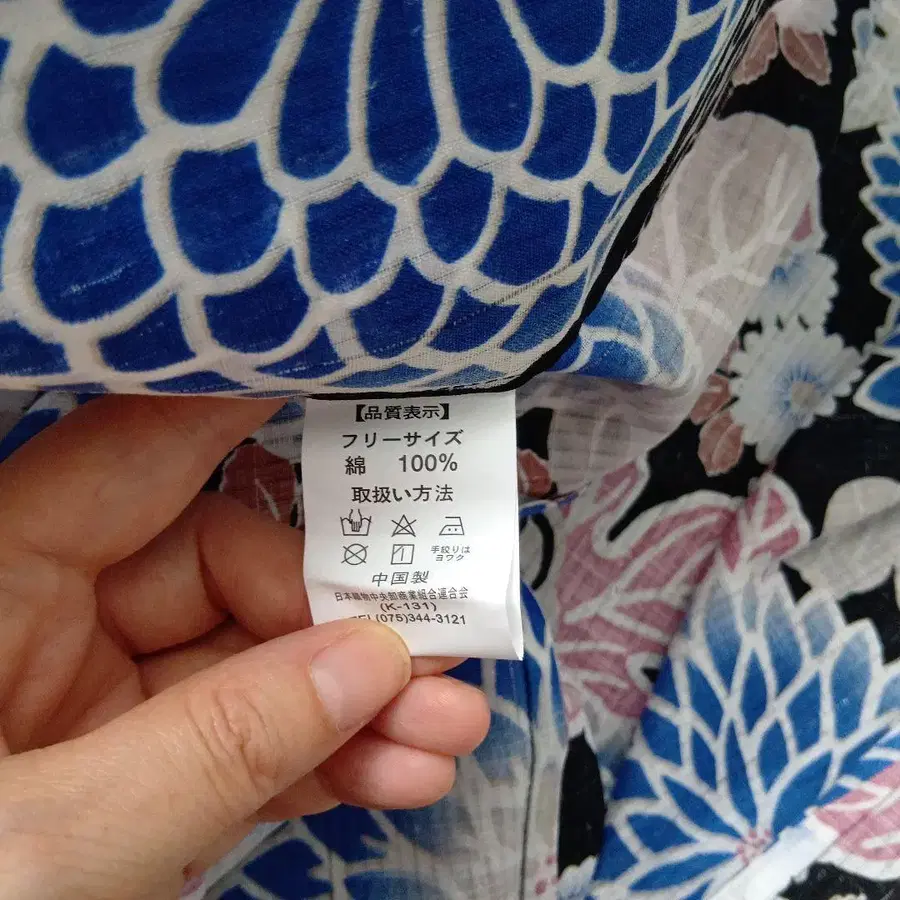 【品質表示】
フリーサイズ
綿 100%
取扱い方法
手絞りは
ヨワク
中国製
日本織物中央卸商業組合連合会
(K-131)
TEL(075)344-3121